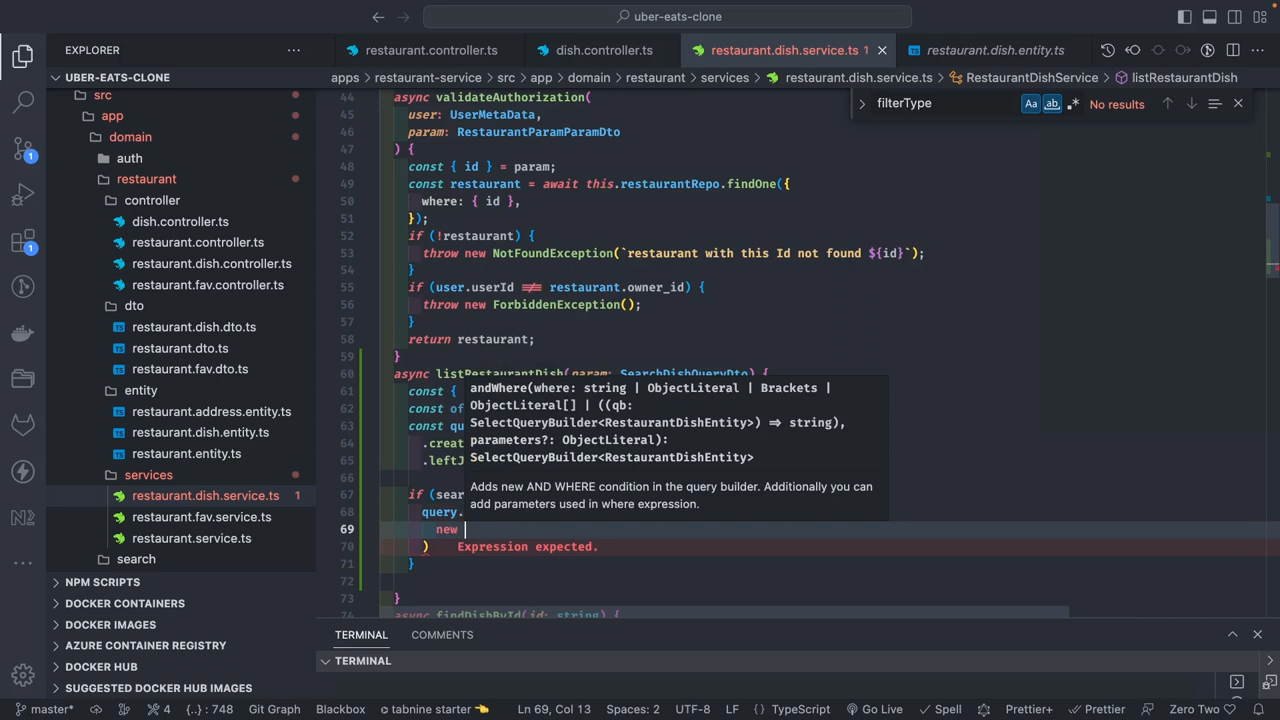 uber-eats-clone
EXPLORER
restaurant.controller.ts
dish.controller.ts
restaurant.dish.service.ts 1
restaurant.dish.entity.ts
UBER-EATS-CLONE
apps > restaurant-service > src > app > domain > restaurant > services > restaurant.dish.service.ts > RestaurantDishService > listRestaurantDish
filterType
Aa ab .*
No results
src
app
domain
auth
restaurant
controller
dish.controller.ts
restaurant.controller.ts
restaurant.dish.controller.ts
restaurant.fav.controller.ts
dto
restaurant.dish.dto.ts
restaurant.dto.ts
restaurant.fav.dto.ts
entity
restaurant.address.entity.ts
restaurant.dish.entity.ts
restaurant.entity.ts
services
restaurant.dish.service.ts 1
restaurant.fav.service.ts
restaurant.service.ts
search
NPM SCRIPTS
DOCKER CONTAINERS
DOCKER IMAGES
AZURE CONTAINER REGISTRY
DOCKER HUB
SUGGESTED DOCKER HUB IMAGES
1
1
44 async validateAuthorization(
45 user: UserMetaData,
46 param: RestaurantParamParamDto
47 ) {
48 const { id } = param;
49 const restaurant = await this.restaurantRepo.findOne({
50 where: { id },
51 });
52 if (!restaurant) {
53 throw new NotFoundException(`restaurant with this Id not found ${id}`);
54 }
55 if (user.userId !== restaurant.owner_id) {
56 throw new ForbiddenException();
57 }
58 return restaurant;
59 }
60 async listRestaurantDish(param: SearchDishQueryDto) {
61 const {
62 const of
63 const qu
64 .creat
65 .leftJ
66
67 if (sear
68 query.
69 new
70 ) Expression expected.
71 }
72
73 }
74 async findDishById(id: string) {
andWhere(where: string | ObjectLiteral | Brackets |
ObjectLiteral[] | ((qb:
SelectQueryBuilder<RestaurantDishEntity>) => string),
parameters?: ObjectLiteral):
SelectQueryBuilder<RestaurantDishEntity>
Adds new AND WHERE condition in the query builder. Additionally you can
add parameters used in where expression.
TERMINAL
COMMENTS
TERMINAL
master*
4
{..} : 748
Git Graph
Blackbox
tabnine starter
Ln 69, Col 13
Spaces: 2
UTF-8
LF
TypeScript
Go Live
Spell
Prettier+
Prettier
Zero Two